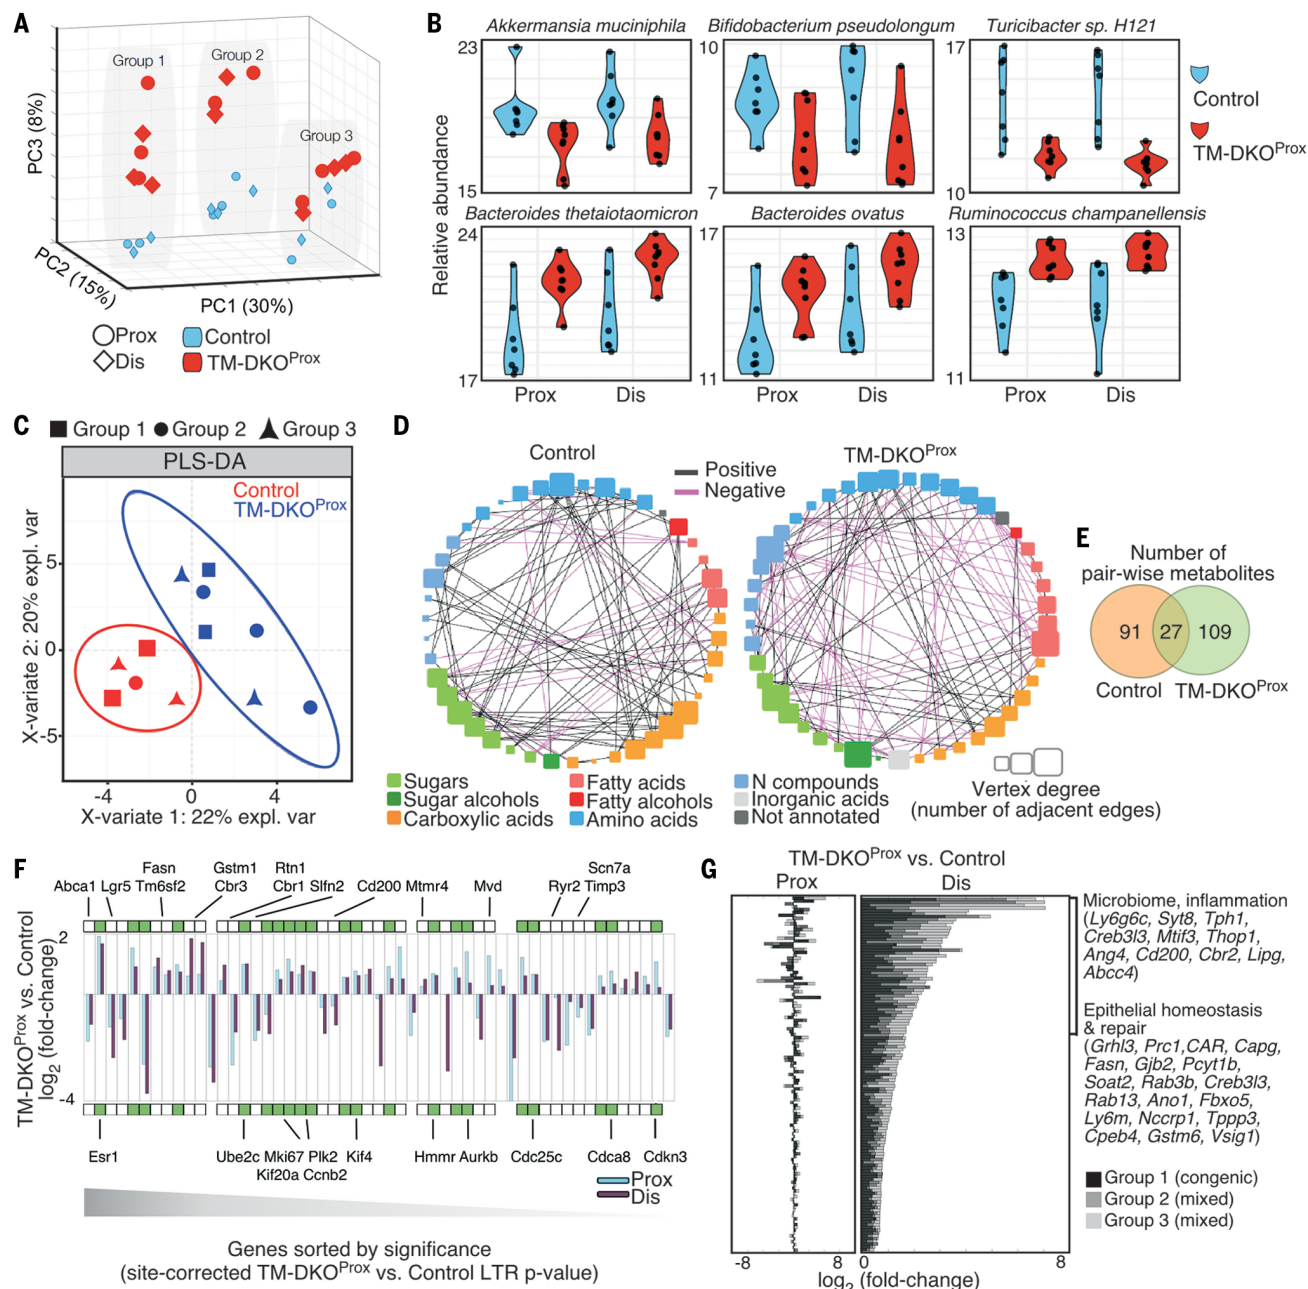 A
Group 1
Group 2
Group 3
PC3 (8%)
PC2 (15%)
PC1 (30%)
Prox
Control
Dis
TM-DKOProx
B
Akkermansia muciniphila
Bifidobacterium pseudolongum
Turicibacter sp. H121
23
10
17
15
7
10
Control
TM-DKOProx
Relative abundance
Bacteroides thetaiotaomicron
Bacteroides ovatus
Ruminococcus champanellensis
24
17
13
17
11
11
Prox
Dis
Prox
Dis
Prox
Dis
C
Group 1
Group 2
Group 3
PLS-DA
Control
TM-DKOProx
5
0
-5
X-variate 2: 20% expl. var
-4
0
4
X-variate 1: 22% expl. var
D
Control
TM-DKOProx
Positive
Negative
Sugars
Sugar alcohols
Carboxylic acids
Fatty acids
Fatty alcohols
Amino acids
N compounds
Inorganic acids
Not annotated
Vertex degree
(number of adjacent edges)
E
Number of
pair-wise metabolites
91
27
109
Control
TM-DKOProx
F
Fasn
Gstm1
Rtn1
Scn7a
Abca1 Lgr5 Tm6sf2
Cbr3
Cbr1 Slfn2
Cd200 Mtmr4
Mvd
Ryr2 Timp3
2
-4
TM-DKOProx vs. Control
log2 (fold-change)
Esr1
Ube2c Mki67 Plk2 Kif4
Hmmr Aurkb
Cdc25c
Cdca8
Cdkn3
Kif20a Ccnb2
Prox
Dis
Genes sorted by significance
(site-corrected TM-DKOProx vs. Control LTR p-value)
G
TM-DKOProx vs. Control
Prox
Dis
Microbiome, inflammation
(Ly6g6c, Syt8, Tph1,
Creb3l3, Mtif3, Thop1,
Ang4, Cd200, Cbr2, Lipg,
Abcc4)
Epithelial homeostasis
& repair
(Grhl3, Prc1,CAR, Capg,
Fasn, Gjb2, Pcyt1b,
Soat2, Rab3b, Creb3l3,
Rab13, Ano1, Fbxo5,
Ly6m, Nccrp1, Tppp3,
Cpeb4, Gstm6, Vsig1)
Group 1 (congenic)
Group 2 (mixed)
Group 3 (mixed)
-8
8
0
8
log2 (fold-change)